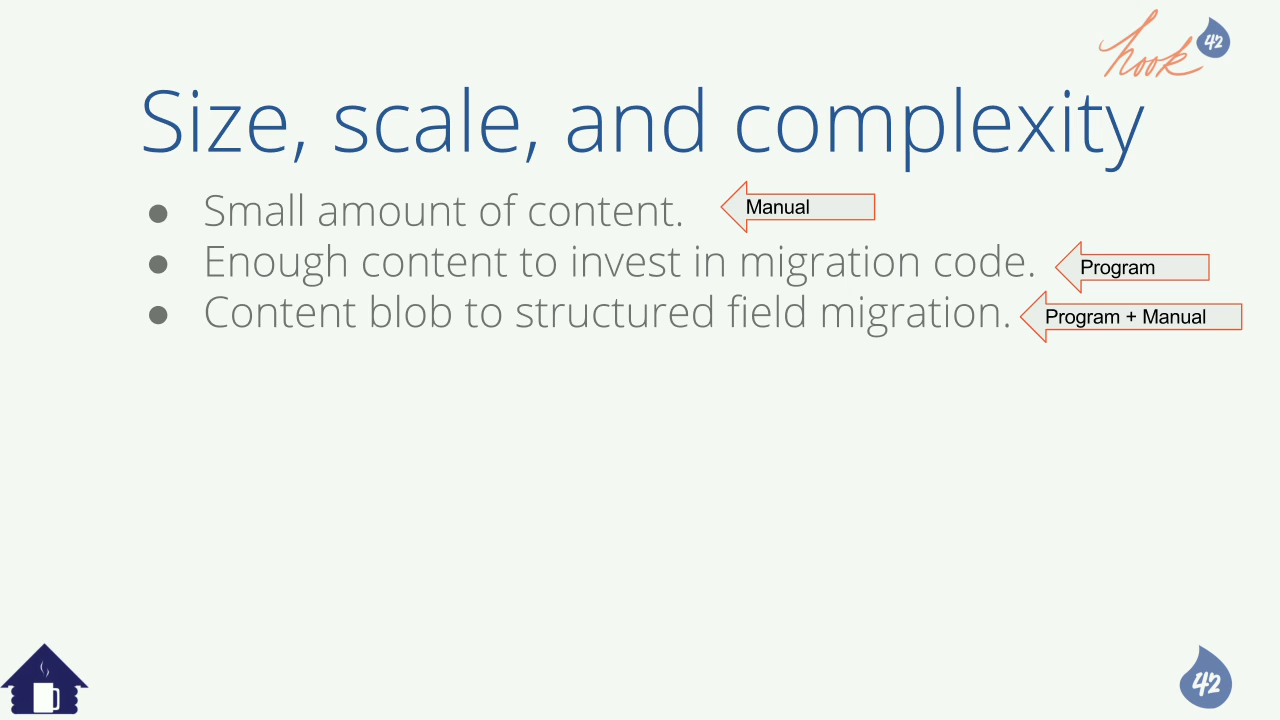 hook 42
Size, scale, and complexity
● Small amount of content.
Manual
● Enough content to invest in migration code.
Program
● Content blob to structured field migration.
Program + Manual
42